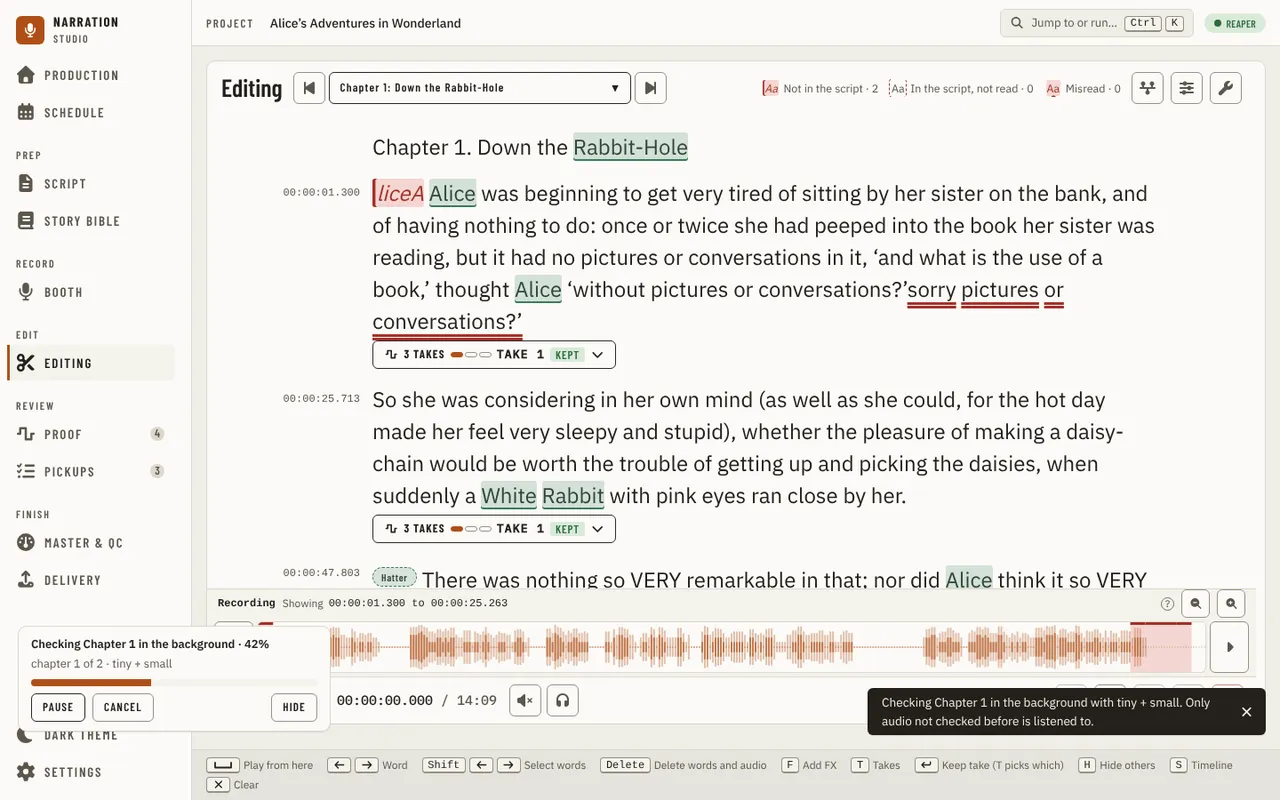 NARRATION
STUDIO
PROJECT Alice’s Adventures in Wonderland
Jump to or run... Ctrl K
REAPER
PRODUCTION
SCHEDULE
PREP
SCRIPT
STORY BIBLE
RECORD
BOOTH
EDIT
EDITING
REVIEW
PROOF 4
PICKUPS 3
FINISH
MASTER & QC
DELIVERY
Editing
Chapter 1: Down the Rabbit-Hole
Aa Not in the script · 2 Aa In the script, not read · 0 Aa Misread · 0
Chapter 1. Down the Rabbit-Hole
00:00:01.300 liceA Alice was beginning to get very tired of sitting by her sister on the bank, and
of having nothing to do: once or twice she had peeped into the book her sister was
reading, but it had no pictures or conversations in it, ‘and what is the use of a
book,’ thought Alice ‘without pictures or conversations?’sorry pictures or
conversations?’
3 TAKES TAKE 1 KEPT
00:00:25.713 So she was considering in her own mind (as well as she could, for the hot day
made her feel very sleepy and stupid), whether the pleasure of making a daisy-
chain would be worth the trouble of getting up and picking the daisies, when
suddenly a White Rabbit with pink eyes ran close by her.
3 TAKES TAKE 1 KEPT
00:00:47.803 Hatter There was nothing so VERY remarkable in that; nor did Alice think it so VERY
Recording Showing 00:00:01.300 to 00:00:25.263
?
Checking Chapter 1 in the background · 42%
chapter 1 of 2 · tiny + small
PAUSE CANCEL HIDE
00:00:00.000 / 14:09
Checking Chapter 1 in the background with tiny + small. Only
audio not checked before is listened to.
DARK THEME
SETTINGS
Play from here Word Shift Select words Delete Delete words and audio F Add FX T Takes Keep take (T picks which) H Hide others S Timeline
Clear